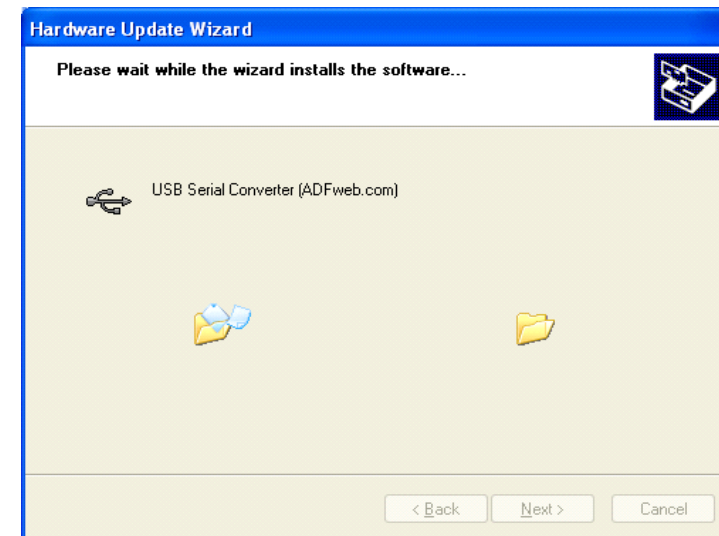 Hardware Update Wizard
Please wait while the wizard installs the software...
USB Serial Converter (ADFweb.com)
< Back
Next >
Cancel